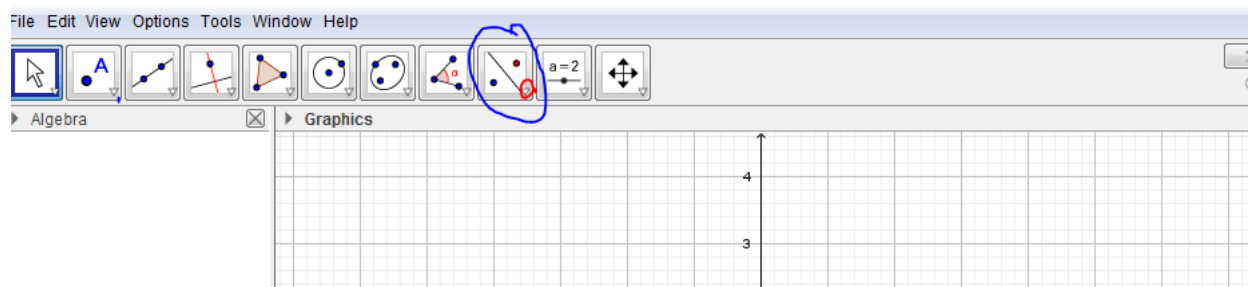 File Edit View Options Tools Window Help
A
α
a=2
Algebra
Graphics
4
3